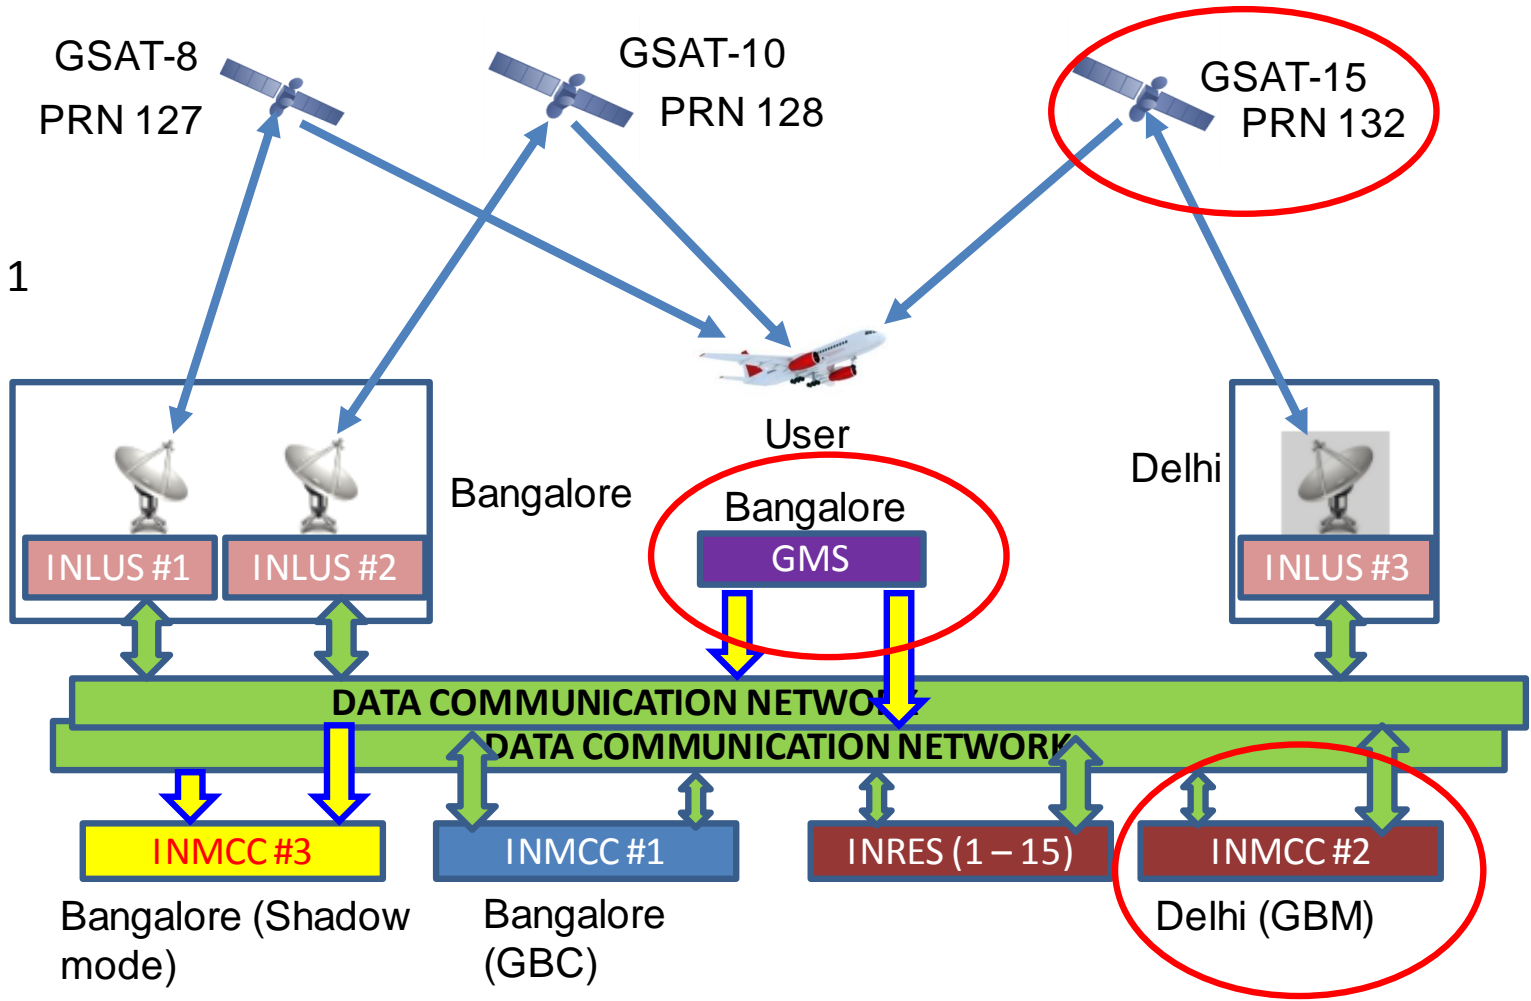 GSAT-8
PRN 127
GSAT-10
PRN 128
GSAT-15
PRN 132
1
User
Bangalore
Delhi
Bangalore
INLUS #1
INLUS #2
GMS
INLUS #3
DATA COMMUNICATION NETWORK
DATA COMMUNICATION NETWORK
INMCC #3
INMCC #1
INRES (1 – 15)
INMCC #2
Bangalore (Shadow
mode)
Bangalore
(GBC)
Delhi (GBM)